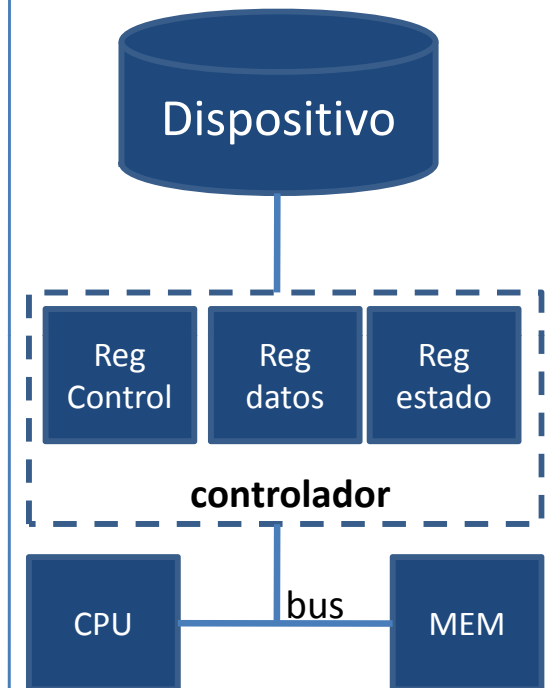 Dispositivo
Reg
Control
Reg
datos
Reg
estado
controlador
CPU
bus
MEM